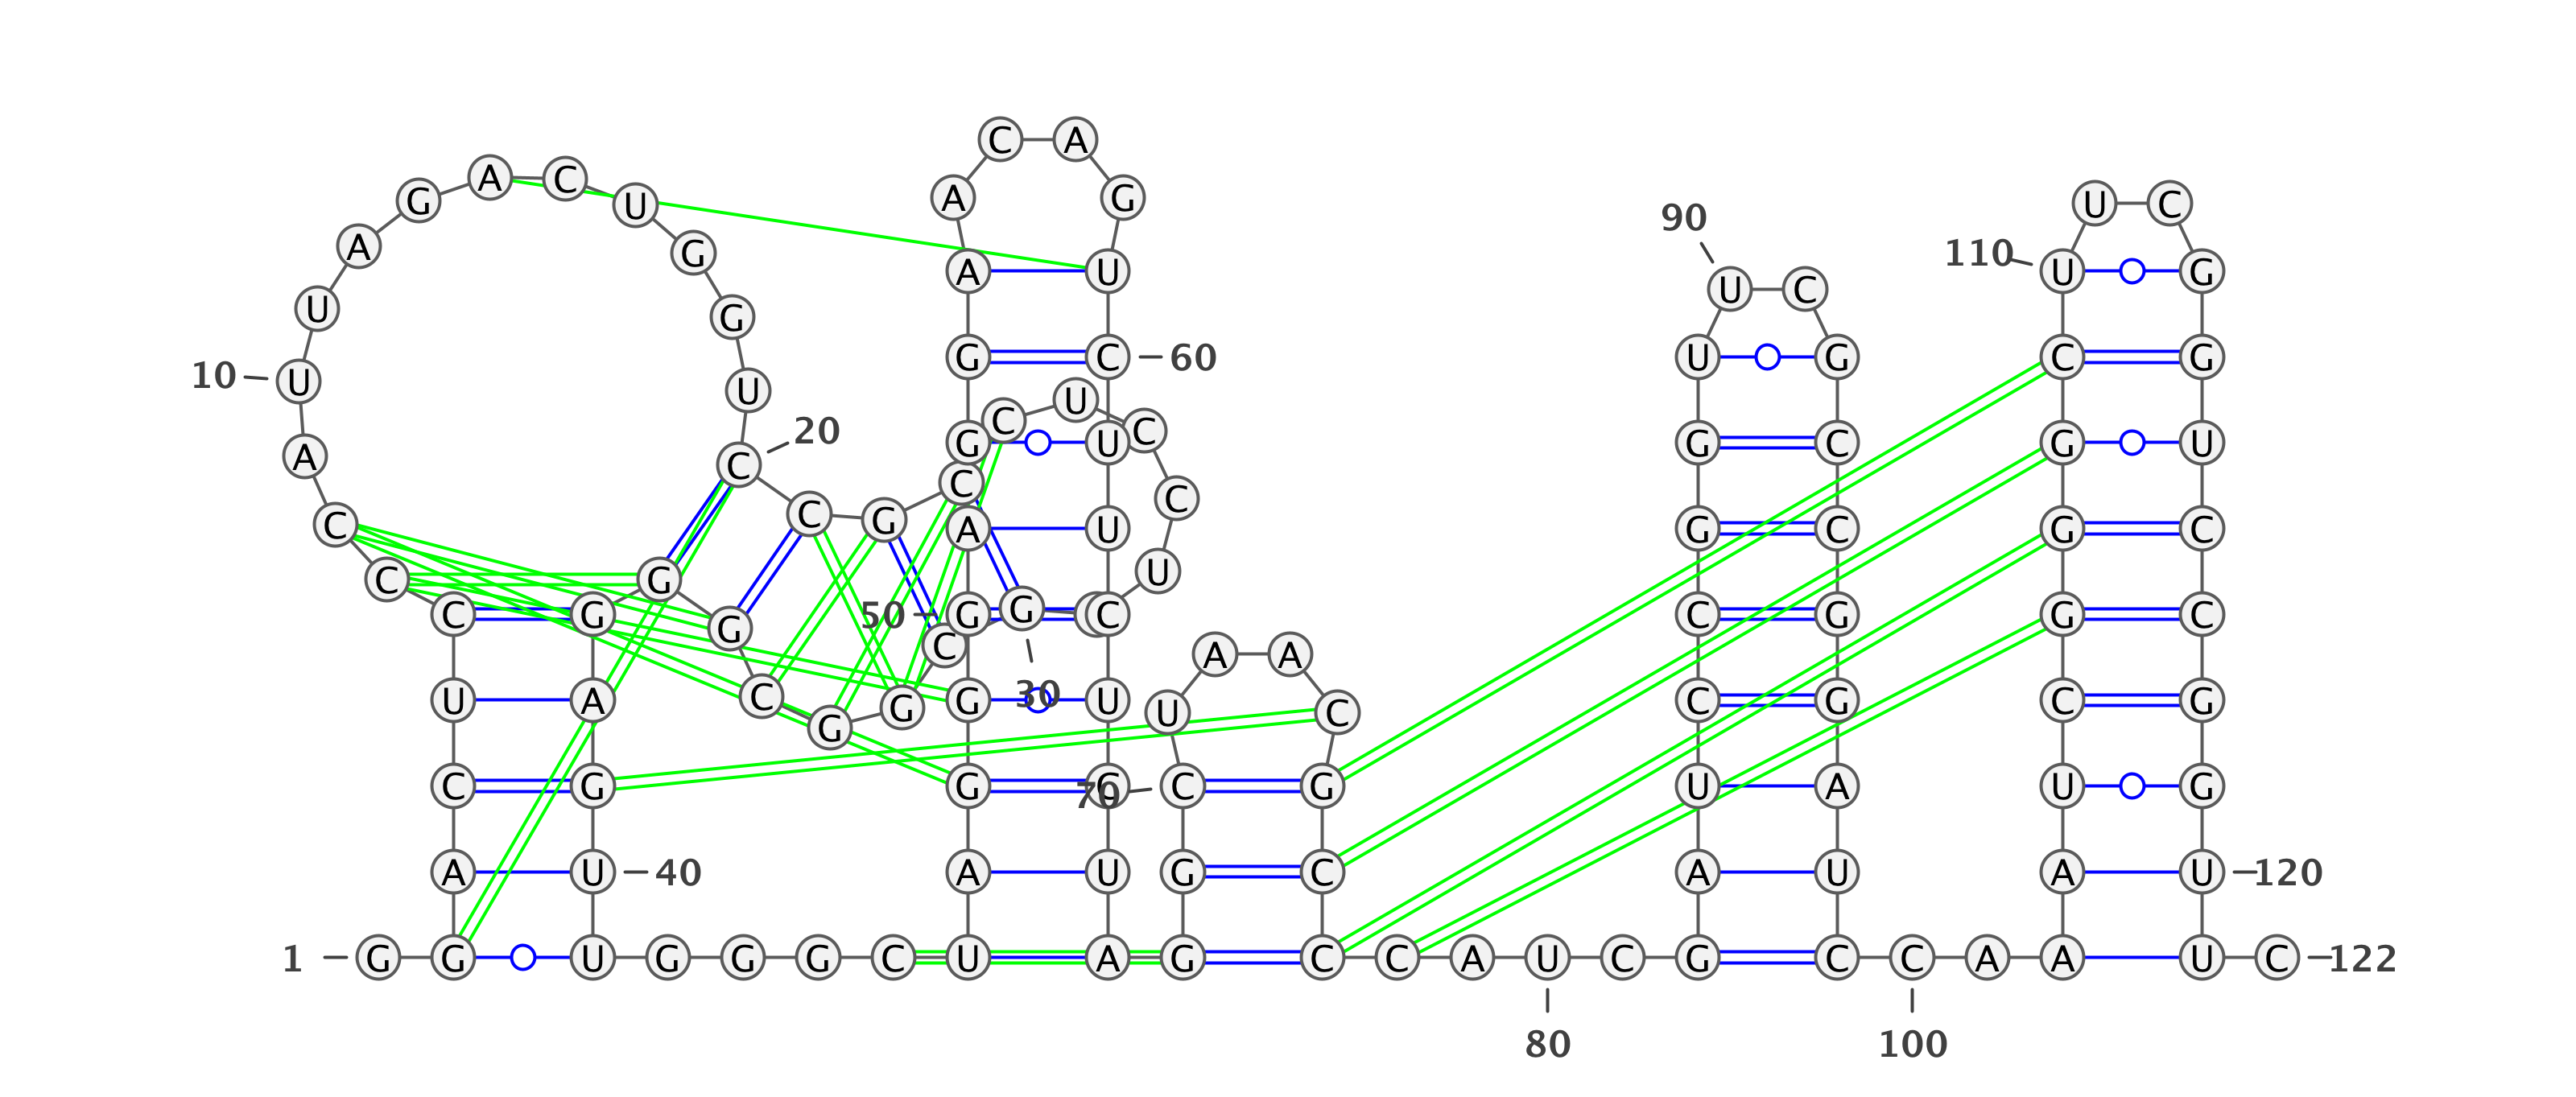 C A
A C
A G
G U U C
90
A G 110
A U U G
U C
U G
G C 60 U G C G
10 U U
U
C
20 C
G U G C G U
A C
C
C
C G C
A U G C G C
U
C G
C G 50 G G C C G G C
G C
A A
30
C U A G G U C G C G
U C
G
C G G 70 C G U A U G
A U 40 A U G C A U A U 120
1 G G U G G G C U A G C C A U C G C C A A U C 122
80 100